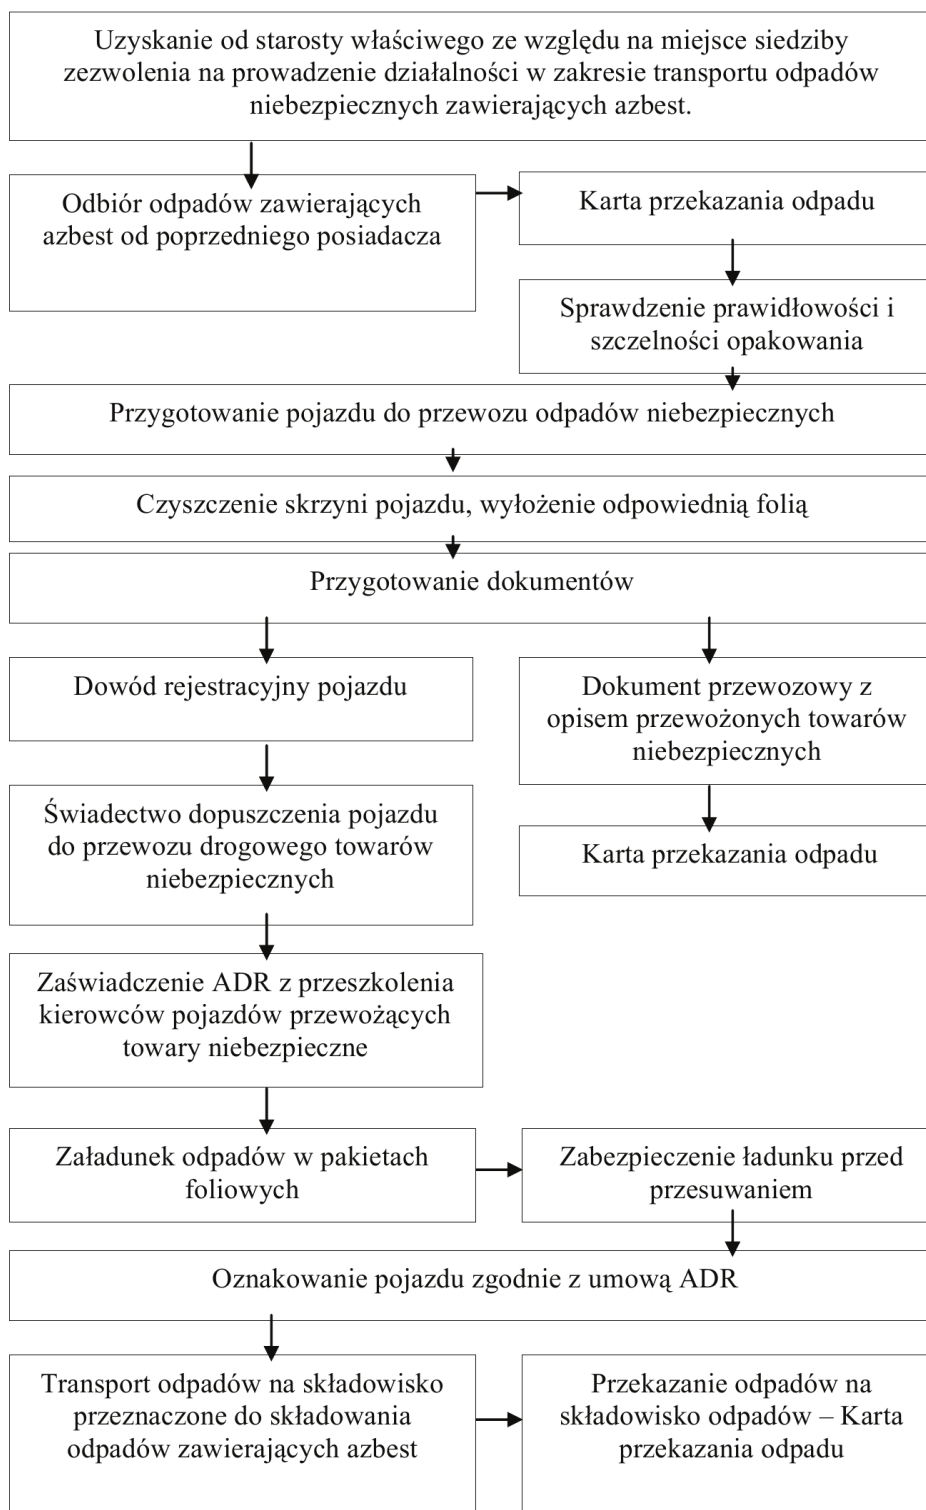 Uzyskanie od starosty właściwego ze względu na miejsce siedziby
zezwolenia na prowadzenie działalności w zakresie transportu odpadów
niebezpiecznych zawierających azbest.
Odbiór odpadów zawierających
azbest od poprzedniego posiadacza
Karta przekazania odpadu
Sprawdzenie prawidłowości i
szczelności opakowania
Przygotowanie pojazdu do przewozu odpadów niebezpiecznych
Czyszczenie skrzyni pojazdu, wyłożenie odpowiednią folią
Przygotowanie dokumentów
Dowód rejestracyjny pojazdu
Świadectwo dopuszczenia pojazdu
do przewozu drogowego towarów
niebezpiecznych
Zaświadczenie ADR z przeszkolenia
kierowców pojazdów przewożących
towary niebezpieczne
Dokument przewozowy z
opisem przewożonych towarów
niebezpiecznych
Karta przekazania odpadu
Załadunek odpadów w pakietach
foliowych
Zabezpieczenie ładunku przed
przesuwaniem
Oznakowanie pojazdu zgodnie z umową ADR
Transport odpadów na składowisko
przeznaczone do składowania
odpadów zawierających azbest
Przekazanie odpadów na
składowisko odpadów – Karta
przekazania odpadu